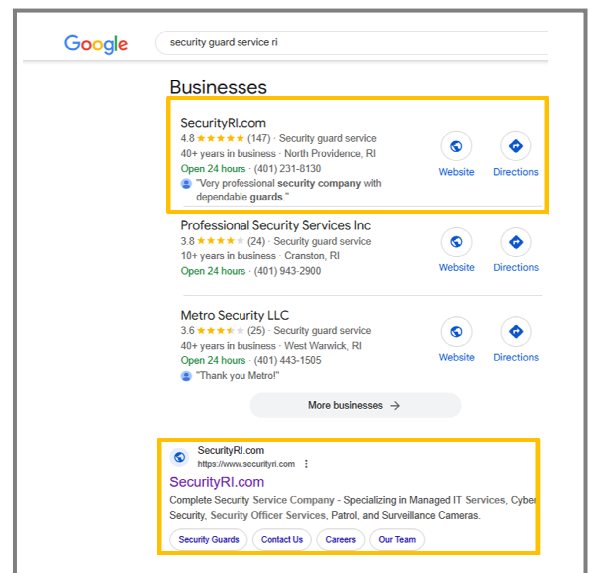 Google
security guard service ri
Businesses
SecurityRI.com
4.8 ★★★★★ (147) · Security guard service
40+ years in business · North Providence, RI
Open 24 hours · (401) 231-8130
"Very professional security company with
dependable guards "
Website
Directions
Professional Security Services Inc
3.8 ★★★★★ (24) · Security guard service
10+ years in business · Cranston, RI
Open 24 hours · (401) 943-2900
Website
Directions
Metro Security LLC
3.6 ★★★★★ (25) · Security guard service
40+ years in business · West Warwick, RI
Open 24 hours · (401) 443-1505
"Thank you Metro!"
Website
Directions
More businesses →
SecurityRI.com
https://www.securityri.com
SecurityRI.com
Complete Security Service Company - Specializing in Managed IT Services, Cyber
Security, Security Officer Services, Patrol, and Surveillance Cameras.
Security Guards
Contact Us
Careers
Our Team